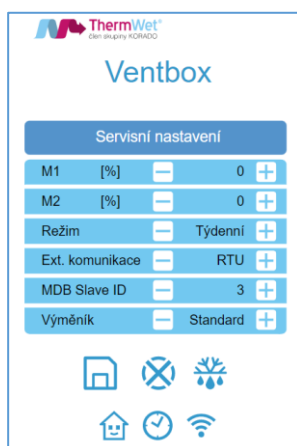 ThermWet®
člen skupiny KORADO
Ventbox
Servisní nastavení
M1 [%] 0
M2 [%] 0
Režim Týdenní
Ext. komunikace RTU
MDB Slave ID 3
Výměník Standard